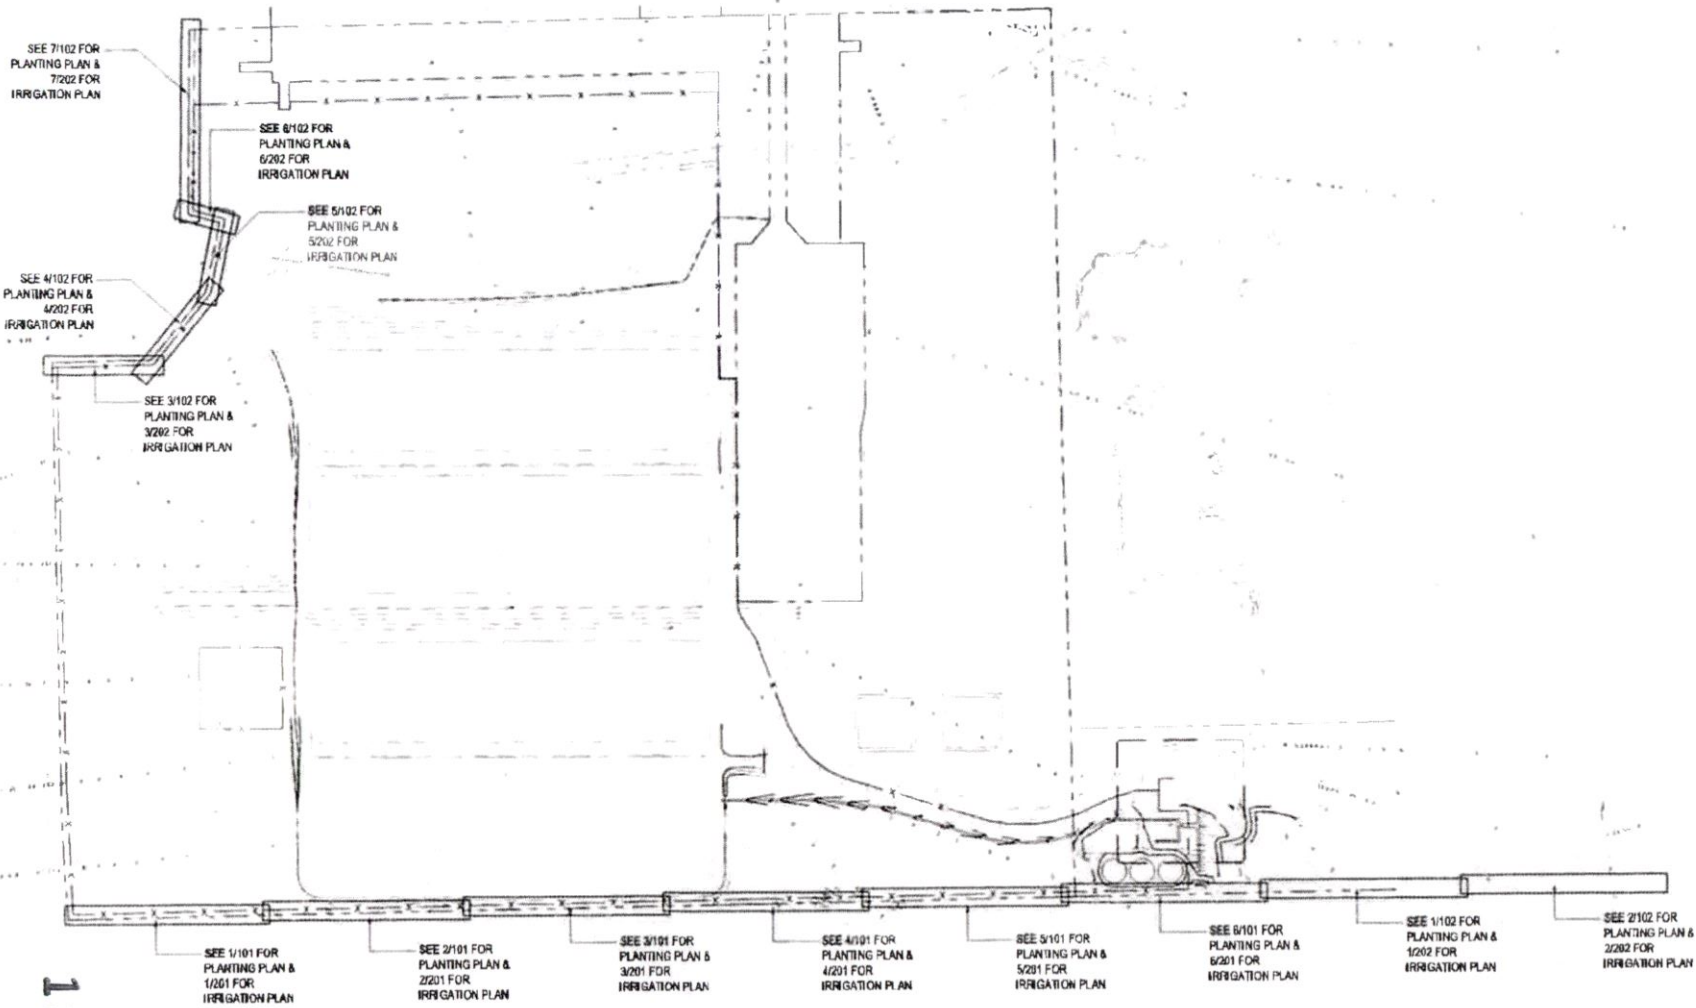 SEE 7/102 FOR
PLANTING PLAN &
7/202 FOR
IRRIGATION PLAN
SEE 6/102 FOR
PLANTING PLAN &
6/202 FOR
IRRIGATION PLAN
SEE 5/102 FOR
PLANTING PLAN &
5/202 FOR
IRRIGATION PLAN
SEE 4/102 FOR
PLANTING PLAN &
4/202 FOR
IRRIGATION PLAN
SEE 3/102 FOR
PLANTING PLAN &
3/202 FOR
IRRIGATION PLAN
SEE 1/101 FOR
PLANTING PLAN &
1/201 FOR
IRRIGATION PLAN
SEE 2/101 FOR
PLANTING PLAN &
2/201 FOR
IRRIGATION PLAN
SEE 3/101 FOR
PLANTING PLAN &
3/201 FOR
IRRIGATION PLAN
SEE 4/101 FOR
PLANTING PLAN &
4/201 FOR
IRRIGATION PLAN
SEE 5/101 FOR
PLANTING PLAN &
5/201 FOR
IRRIGATION PLAN
SEE 6/101 FOR
PLANTING PLAN &
6/201 FOR
IRRIGATION PLAN
SEE 1/102 FOR
PLANTING PLAN &
1/202 FOR
IRRIGATION PLAN
SEE 2/102 FOR
PLANTING PLAN &
2/202 FOR
IRRIGATION PLAN
1